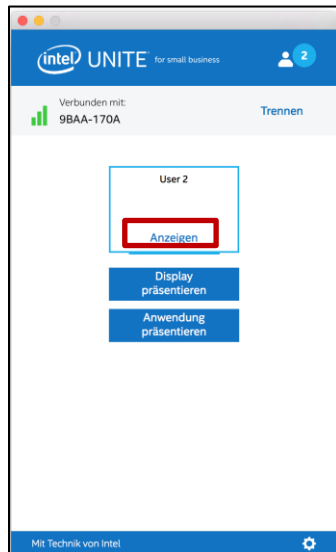 intel UNITE for small business
2
Verbunden mit:
9BAA-170A
Trennen
User 2
Anzeigen
Display
präsentieren
Anwendung
präsentieren
Mit Technik von Intel